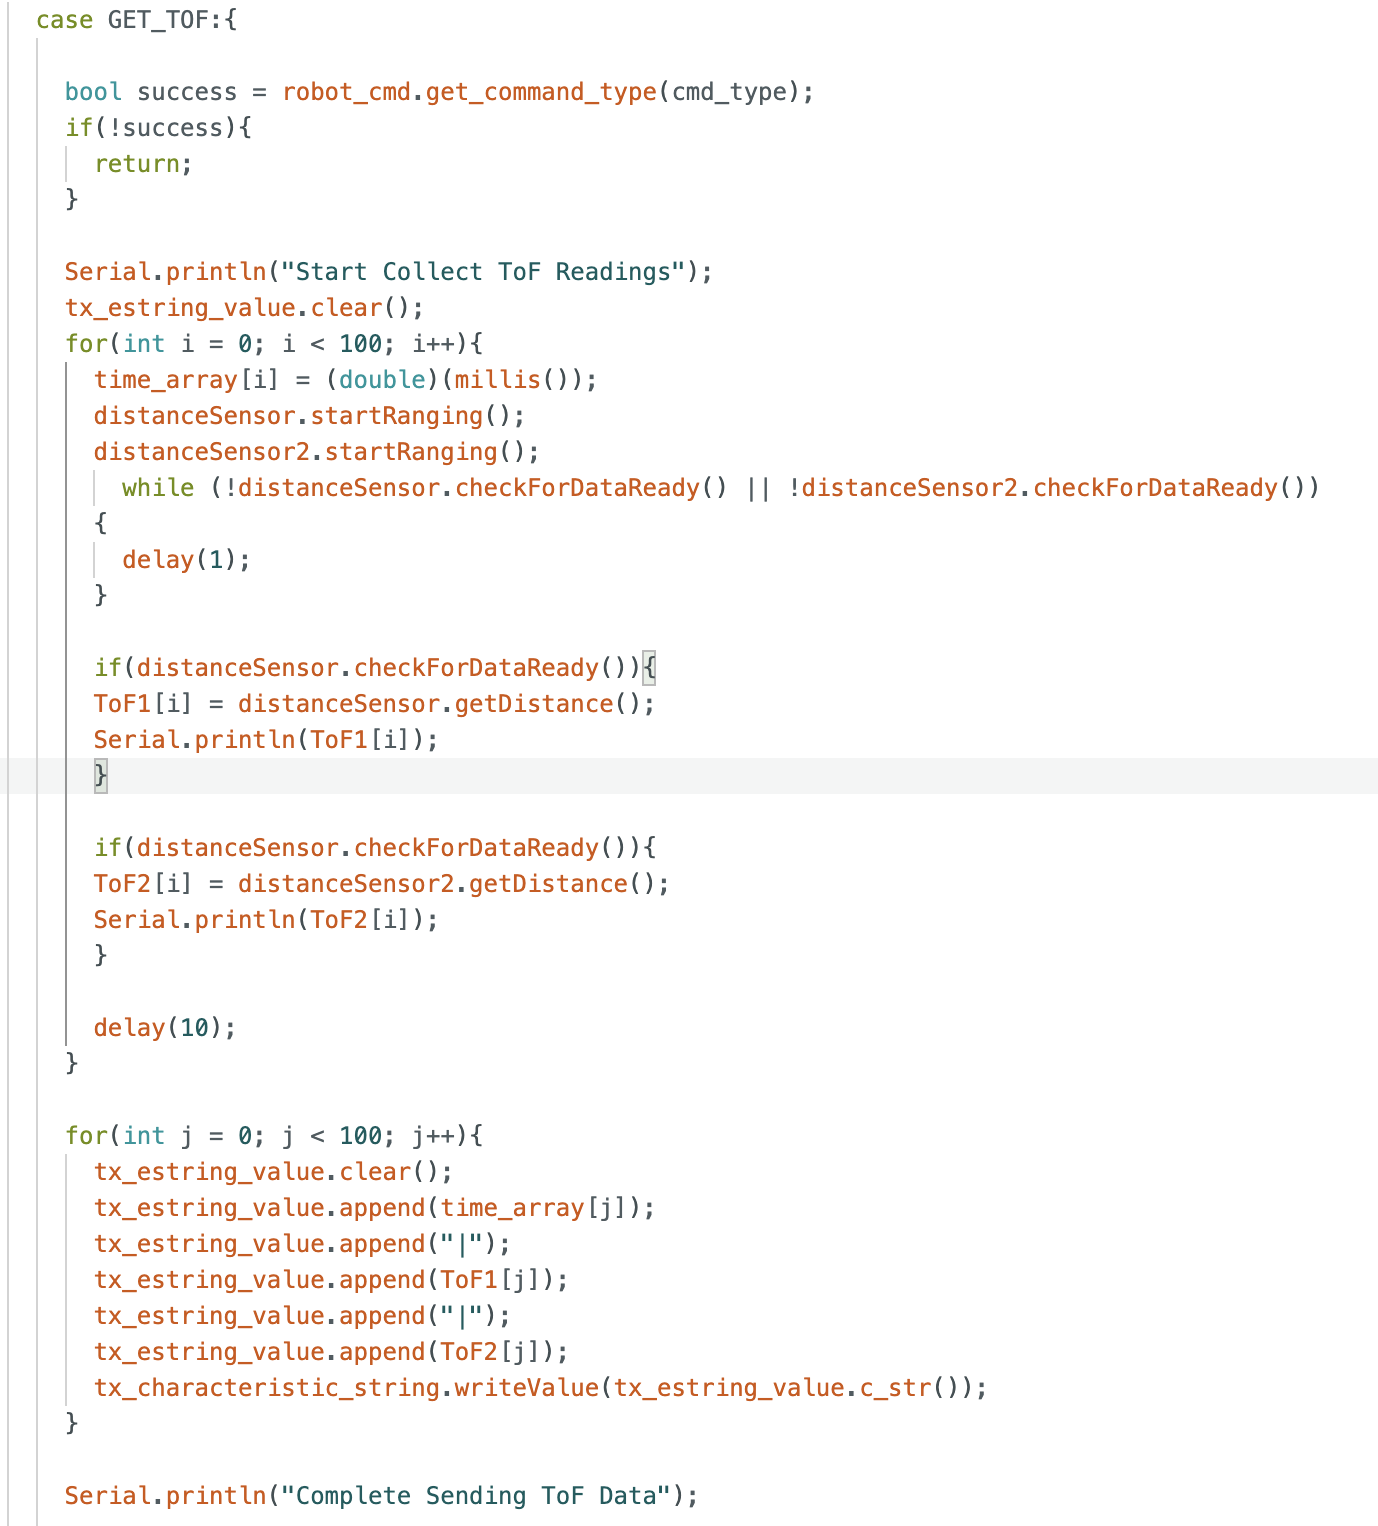 case GET_TOF:{
bool success = robot_cmd.get_command_type(cmd_type);
if(!success){
return;
}
Serial.println("Start Collect ToF Readings");
tx_estring_value.clear();
for(int i = 0; i < 100; i++){
time_array[i] = (double)(millis());
distanceSensor.startRanging();
distanceSensor2.startRanging();
while (!distanceSensor.checkForDataReady() || !distanceSensor2.checkForDataReady())
{
delay(1);
}
if(distanceSensor.checkForDataReady()){
ToF1[i] = distanceSensor.getDistance();
Serial.println(ToF1[i]);
}
if(distanceSensor.checkForDataReady()){
ToF2[i] = distanceSensor2.getDistance();
Serial.println(ToF2[i]);
}
delay(10);
}
for(int j = 0; j < 100; j++){
tx_estring_value.clear();
tx_estring_value.append(time_array[j]);
tx_estring_value.append("|");
tx_estring_value.append(ToF1[j]);
tx_estring_value.append("|");
tx_estring_value.append(ToF2[j]);
tx_characteristic_string.writeValue(tx_estring_value.c_str());
}
Serial.println("Complete Sending ToF Data");